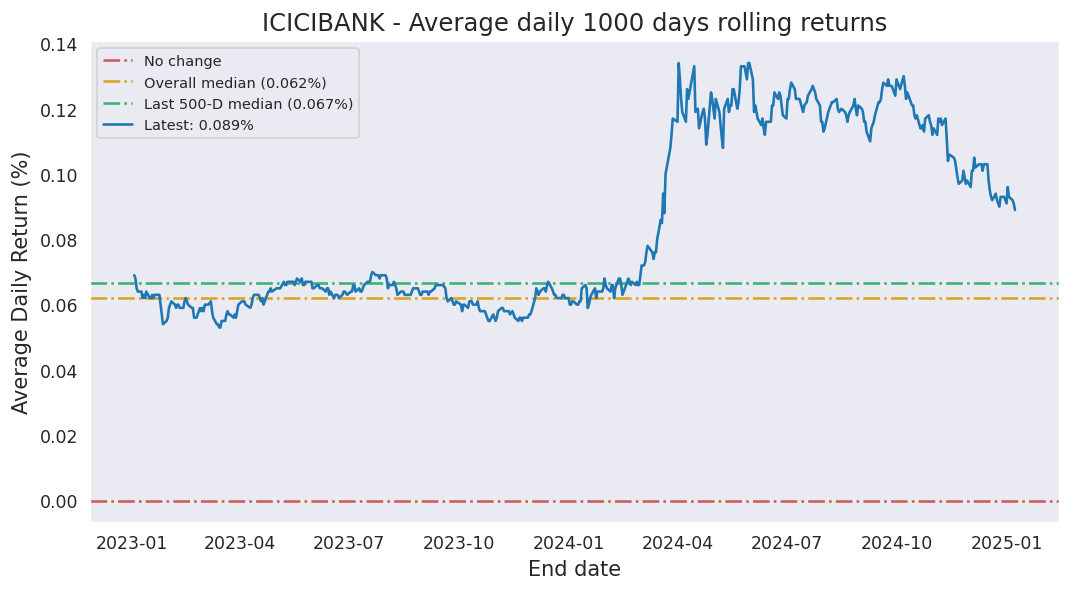 ICICIBANK - Average daily 1000 days rolling returns
No change
Overall median (0.062%)
Last 500-D median (0.067%)
Latest: 0.089%
Average Daily Return (%)
0.14
0.12
0.10
0.08
0.06
0.04
0.02
0.00
2023-01 2023-04 2023-07 2023-10 2024-01 2024-04 2024-07 2024-10 2025-01
End date